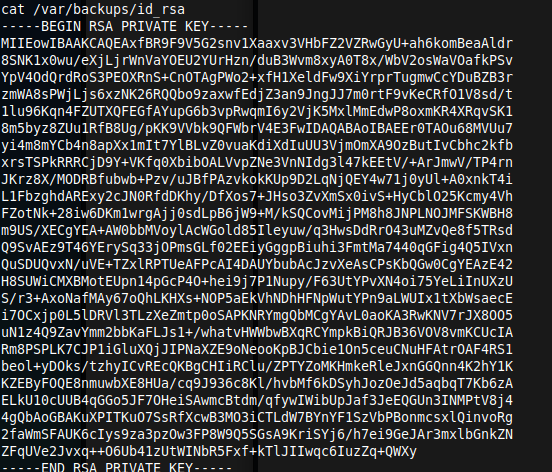 cat /var/backups/id_rsa
-----BEGIN RSA PRIVATE KEY-----
MIIEowIBAAKCAQEAxfBR9F9V5G2snv1Xaaxv3VHbFZ2VZRwGyU+ah6komBeaAldr
8SNK1x0wu/eXjLjrWnVaYOEU2YUrHzn/duB3Wvm8xyA0T8x/WbV2osWaVOafkPSv
YpV4OdQrdRoS3PEOXRnS+CnOTAgPWo2+xfH1XeldFw9XiYrprTugmwCcYDuBZB3r
zmWA8sPWjLjs6xzNK26RQQbo9zaxwfEdjZ3an9JngJJ7m0rtF9vKeCRfO1V8sd/t
1lu96Kqn4FZUTXQFEGfAYupG6b3vpRwqmI6y2VjK5MxlMmEdwP8oxmKR4XRqvSK1
8m5byz8ZUu1RfB8Ug/pKK9VVbk9QFWbrV4E3FwIDAQABAoIBAEEr0TAOu68MVUu7
yi4m8mYCb4n8apXx1mIt7YlBLvZ0vuaKdiXdIuUU3VjmOmXA9OzButIvCbhc2kfb
xrsTSPkRRRCjD9Y+VKfq0XbibOALVvpZNe3VnNIdg3l47kEEtV/+ArJmwV/TP4rn
JKrz8X/MODRBfubwb+Pzv/uJBfPAzvkokKUp9D2LqNjQEY4w71j0yUl+A0xnkT4i
L1FbzghdARExy2cJN0RfdDKhy/DfXos7+JHso3ZvXmSx0ivS+HyCblO25Kcmy4Vh
FZotNk+28iw6DKm1wrgAjj0sdLpB6jW9+M/kSQCovMijPM8h8JNPLNOJMFSKWBH8
m9US/XECgYEA+AW0bbMVoylAcWGold85Ileyuw/q3HwsDdRrO43uMZvQe8f5TRsd
Q9SvAEz9T46YErySq33jOPmsGLf02EEiyGggpBiuhi3FmtMa7440qGFig4Q5IVxn
QuSDUQvxN/uVE+TZxlRPTUeAFPcAI4DAUYbubAcJzvXeAsCPsKbQGw0CgYEAzE42
H8SUWiCMXBMotEUpn14pGcP4O+hei9j7P1Nupy/F63UtYPvXN4oi75YeLiInUXzU
S/r3+AxoNafMAy67oQhLKHXs+NOP5aEkVhNDhHFNpWutYPn9aLWUIx1tXbWsaecE
i7OCxjp0L5lDRVl3TLzXeZmtp0oSAPKNRYmgQbMCgYAvL0aoKA3RwKNV7rJX8OO5
uN1z4Q9ZavYmm2bbKaFLJs1+/whatvHWWbwBXqRCYmpkBiQRJB36VOV8vmKCUcIA
Rm8PSPLK7CJP1iGluXQjJIPNaXZE9oNeooKpBJCbie1On5ceuCNuHFAtrOAF4RS1
beol+yDOks/tzhyICvREcQKBgCHIiRClu/ZPTYZoMKHmkeRleJxnGGQnn4K2hY1K
KZEByFOQE8nmuwbXE8HUa/cq9J936c8Kl/hvbMf6kDSyhJozOeJd5aqbqT7Kb6zA
ELkU10cUUB4qGGo5JF7OHeiSAwmcBtdm/qfywIWibUpJaf3JeEQGUn3INMPtV8j4
4gQbAoGBAKuXPITKuO7SsRfXcwB3MO3iCTLdW7BYnYF1SzVbPBonmcsxlQinvoRg
2faWmSFAUK6cIys9za3pzOw3FP8W9Q5SGsA9KriSYj6/h7ei9GeJAr3mxlbGnkZN
ZFqUVe2Jvxq++O6Ub41zUtWINbR5Fxf+kTlJIIwqc6IuzZq+QWXy
-----END RSA PRIVATE KEY-----